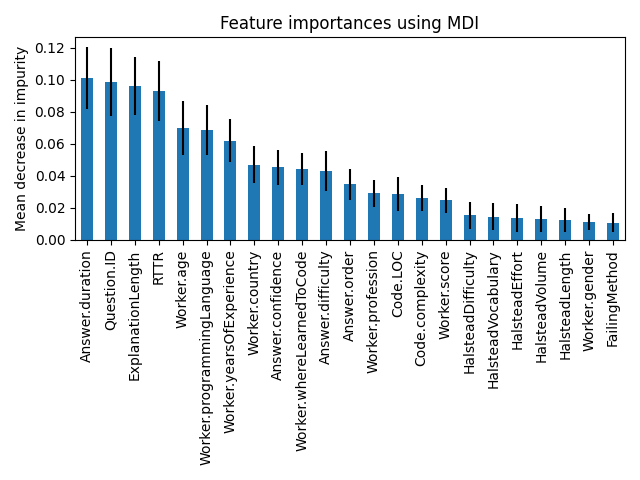 Feature importances using MDI
Mean decrease in impurity
0.12
0.10
0.08
0.06
0.04
0.02
0.00
Answer.duration
Question.ID
ExplanationLength
RTTR
Worker.age
Worker.programmingLanguage
Worker.yearsOfExperience
Worker.country
Answer.confidence
Worker.whereLearnedToCode
Answer.difficulty
Answer.order
Worker.profession
Code.LOC
Code.complexity
Worker.score
HalsteadDifficulty
HalsteadVocabulary
HalsteadEffort
HalsteadVolume
HalsteadLength
Worker.gender
FailingMethod